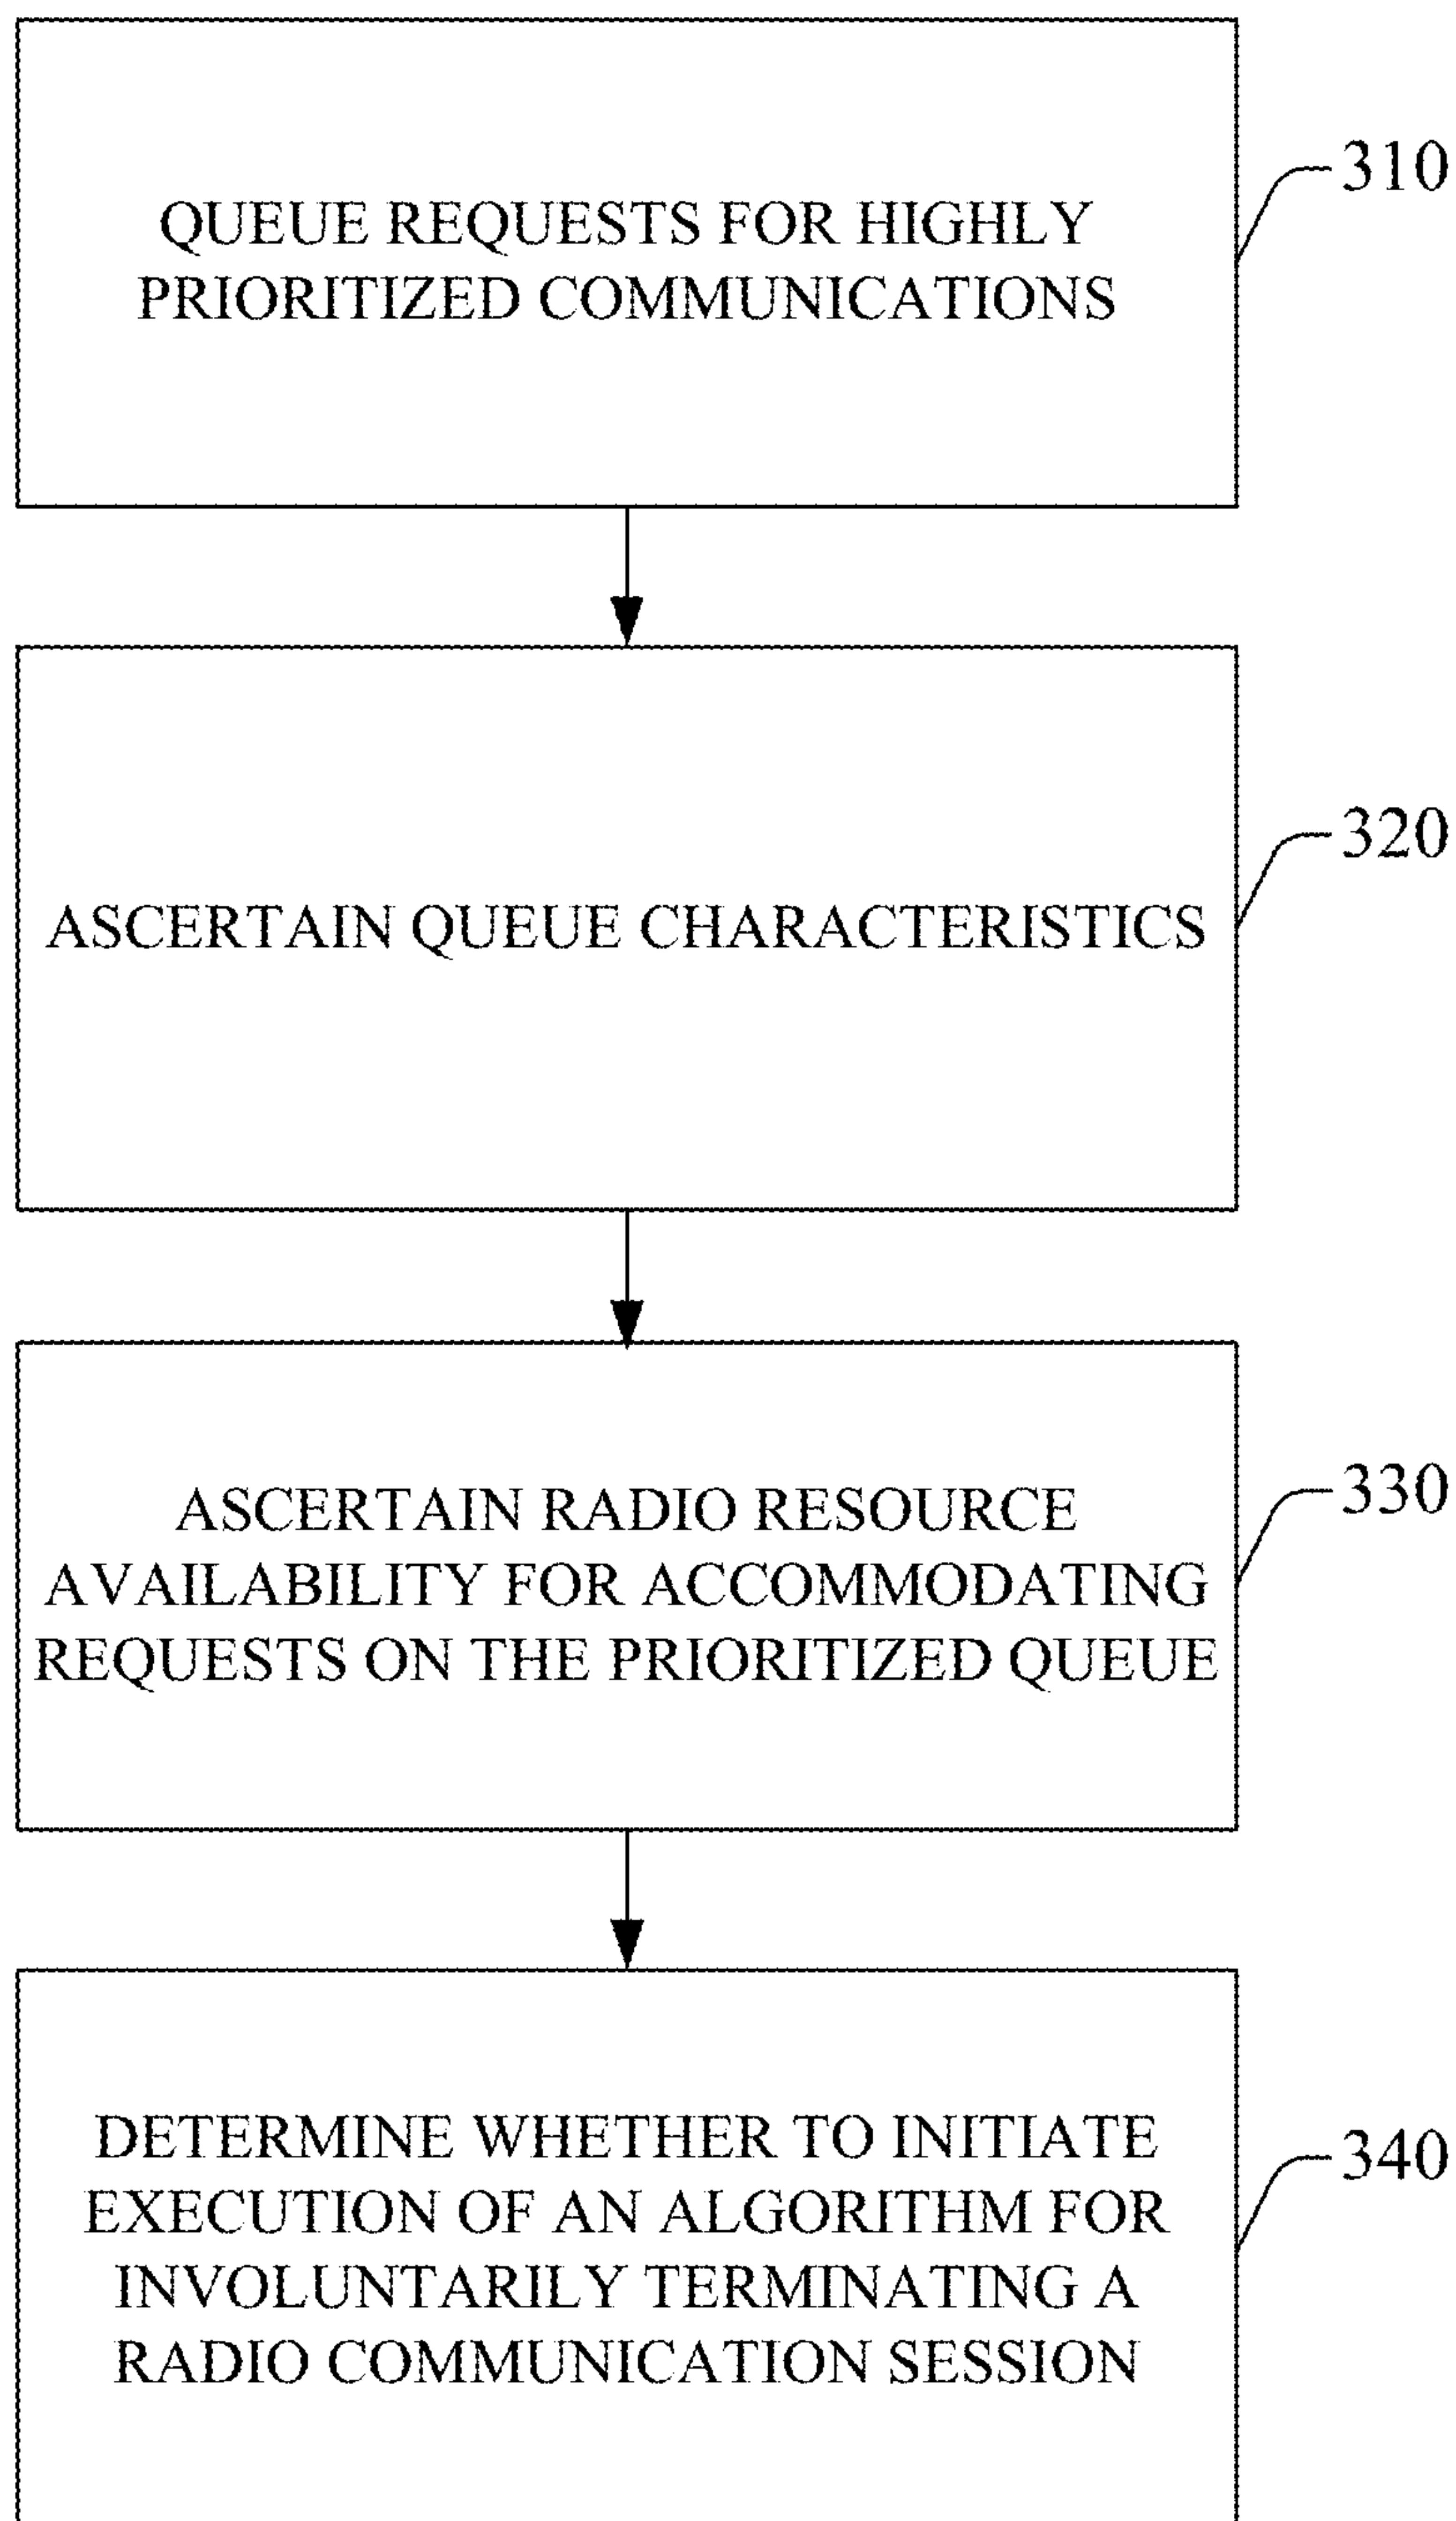 QUEUE REQUESTS FOR HIGHLY
PRIORITIZED COMMUNICATIONS
310
ASCERTAIN QUEUE CHARACTERISTICS
320
ASCERTAIN RADIO RESOURCE
AVAILABILITY FOR ACCOMMODATING
REQUESTS ON THE PRIORITIZED QUEUE
330
DETERMINE WHETHER TO INITIATE
EXECUTION OF AN ALGORITHM FOR
INVOLUNTARILY TERMINATING A
RADIO COMMUNICATION SESSION
340